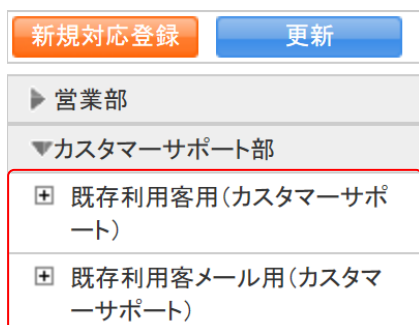 新規対応登録 更新
営業部
カスタマーサポート部
既存利用客用(カスタマーサポ
ート)
既存利用客メール用(カスタマ
ーサポート)